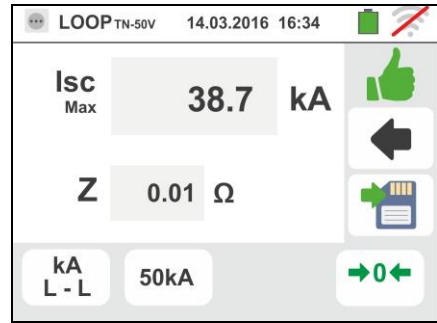 LOOP TN-50V 14.03.2016 16:34
Isc
Max
38.7 kA
Z 0.01 Ω
kA
L - L
50kA
➔0←